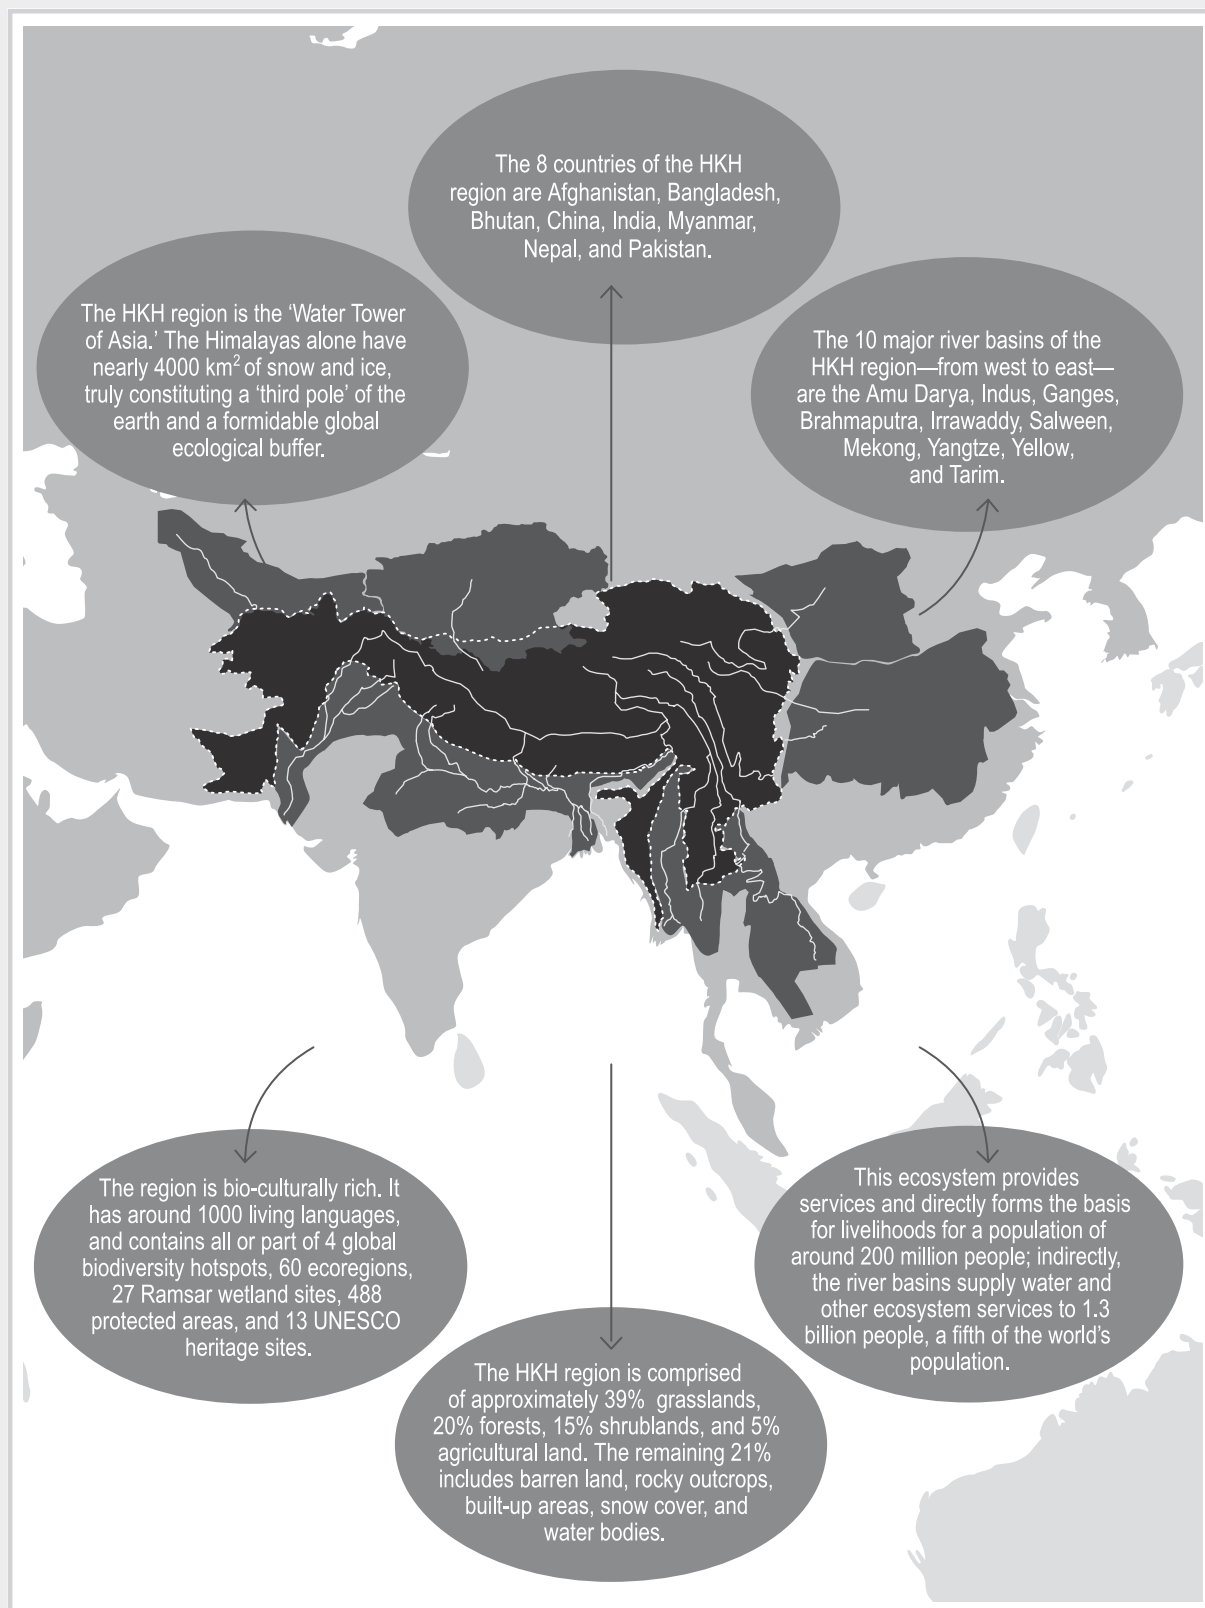 The 8 countries of the HKH
region are Afghanistan, Bangladesh,
Bhutan, China, India, Myanmar,
Nepal, and Pakistan.
The HKH region is the ‘Water Tower
of Asia.’ The Himalayas alone have
nearly 4000 km² of snow and ice,
truly constituting a ‘third pole’ of the
earth and a formidable global
ecological buffer.
The 10 major river basins of the
HKH region—from west to east—
are the Amu Darya, Indus, Ganges,
Brahmaputra, Irrawaddy, Salween,
Mekong, Yangtze, Yellow,
and Tarim.
The region is bio-culturally rich. It
has around 1000 living languages,
and contains all or part of 4 global
biodiversity hotspots, 60 ecoregions,
27 Ramsar wetland sites, 488
protected areas, and 13 UNESCO
heritage sites.
The HKH region is comprised
of approximately 39% grasslands,
20% forests, 15% shrublands, and 5%
agricultural land. The remaining 21%
includes barren land, rocky outcrops,
built-up areas, snow cover, and
water bodies.
This ecosystem provides
services and directly forms the basis
for livelihoods for a population of
around 200 million people; indirectly,
the river basins supply water and
other ecosystem services to 1.3
billion people, a fifth of the world’s
population.